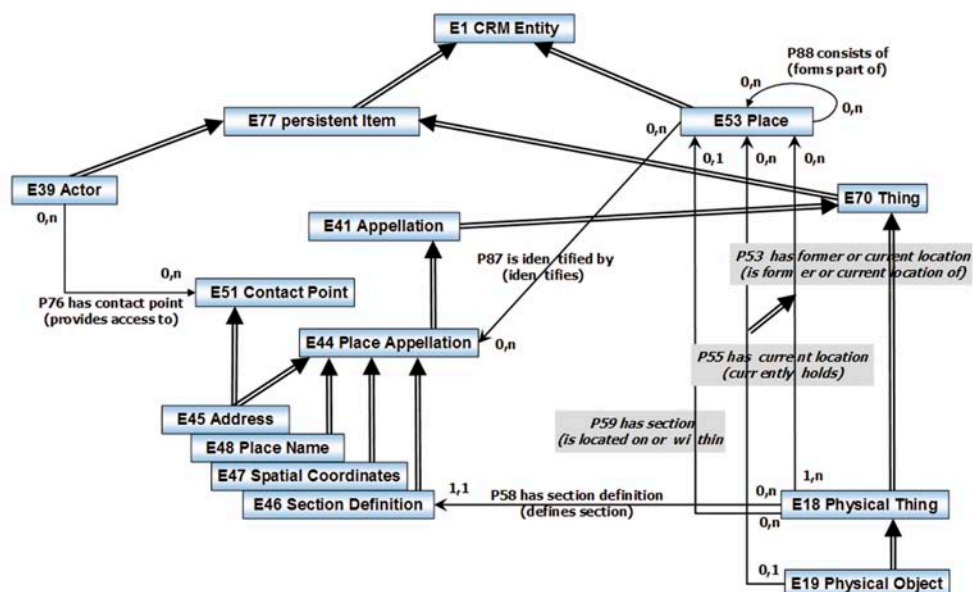 E1 CRM Entity
P88 consists of
(forms part of)
0,n
0,n
E77 persistent Item
E53 Place
0,n
0,1
0,n
0,n
E39 Actor
0,n
E70 Thing
E41 Appellation
P87 is iden tified by
(iden tifies)
P53 has former or current location
(is form er or current location of)
0,n
E51 Contact Point
P76 has contact point
(provides access to)
E44 Place Appellation
0,n
P55 has current location
(currently holds)
E45 Address
P59 has section
(is located on or wi thin
E48 Place Name
E47 Spatial Coordinates
E46 Section Definition
1,1
P58 has section definition
(defines section)
0,n
1,n
0,n
E18 Physical Thing
0,1
E19 Physical Object